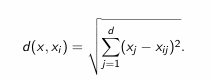 d(x, x_i) = \sqrt{\sum_{j=1}^{d} (x_j - x_{ij})^2}.